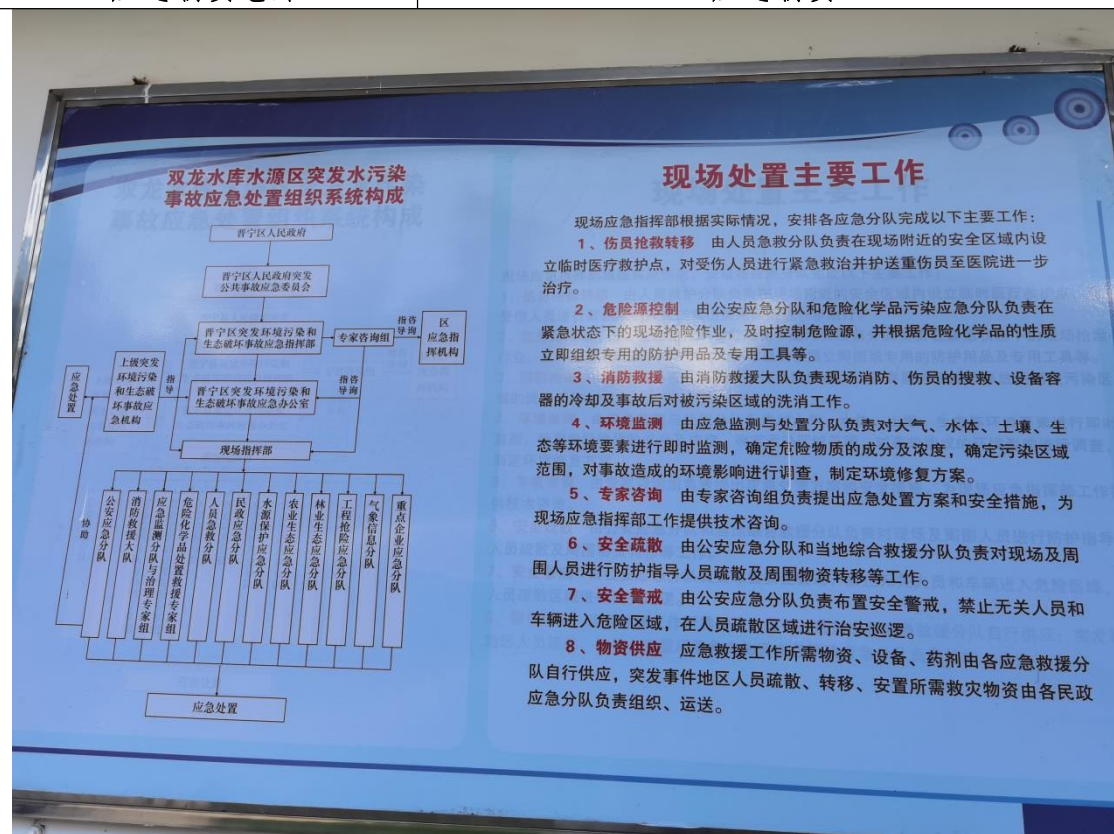 双龙水库水源区突发水污染
事故应急处置组织系统构成
晋宁区人民政府
晋宁区人民政府突发
公共事故应急委员会
晋宁区突发环境污染和
生态破坏事故应急指挥部
专家咨询组
指导
咨询
区
应急指
挥机构
应急处置
上级突发
环境污染
和生态破
坏事故应
急机构
指导
晋宁区突发环境污染和
生态破坏事故应急办公室
指导
咨询
现场指挥部
协助
公安应急分队
消防救援大队
应急监测分队与治理专家组
危险化学品处置救援专家组
人员急救分队
民政应急分队
水源保护应急分队
农业生态应急分队
林业生态应急分队
工程抢险应急分队
气象信息分队
重点企业应急分队
应急处置
现场处置主要工作
现场应急指挥部根据实际情况，安排各应急分队完成以下主要工作：
1、伤员抢救转移 由人员急救分队负责在现场附近的安全区域内设
立临时医疗救护点，对受伤人员进行紧急救治并护送重伤员至医院进一步
治疗。
2、危险源控制 由公安应急分队和危险化学品污染应急分队负责在
紧急状态下的现场抢险作业，及时控制危险源，并根据危险化学品的性质
立即组织专用的防护用品及专用工具等。
3、消防救援 由消防救援大队负责现场消防、伤员的搜救、设备容
器的冷却及事故后对被污染区域的洗消工作。
4、环境监测 由应急监测与处置分队负责对大气、水体、土壤、生
态等环境要素进行即时监测，确定危险物质的成分及浓度，确定污染区域
范围，对事故造成的环境影响进行调查，制定环境修复方案。
5、专家咨询 由专家咨询组负责提出应急处置方案和安全措施，为
现场应急指挥部工作提供技术咨询。
6、安全疏散 由公安应急分队和当地综合救援分队负责对现场及周
围人员进行防护指导人员疏散及周围物资转移等工作。
7、安全警戒 由公安应急分队负责布置安全警戒，禁止无关人员和
车辆进入危险区域，在人员疏散区域进行治安巡逻。
8、物资供应 应急救援工作所需物资、设备、药剂由各应急救援分
队自行供应，突发事件地区人员疏散、转移、安置所需救灾物资由各民政
应急分队负责组织、运送。